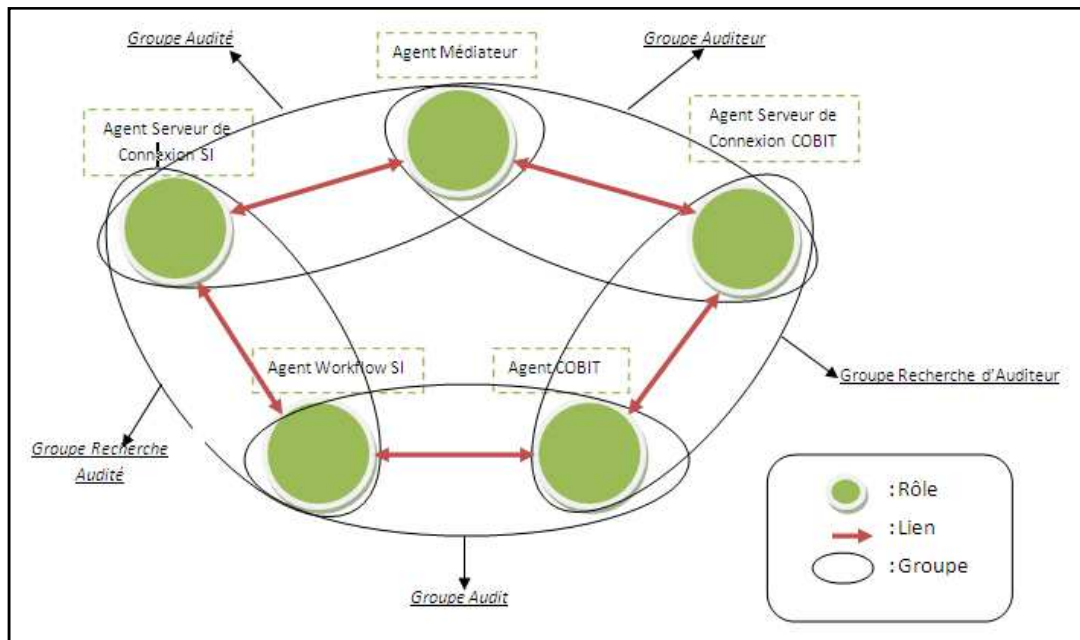 Groupe Audité
Agent Médiateur
Groupe Auditeur
Agent Serveur de
Connexion SI
Agent Serveur de
Connexion COBIT
Agent Workflow SI
Agent COBIT
Groupe Recherche d'Auditeur
Groupe Recherche
Audité
Groupe Audit
: Rôle
: Lien
: Groupe